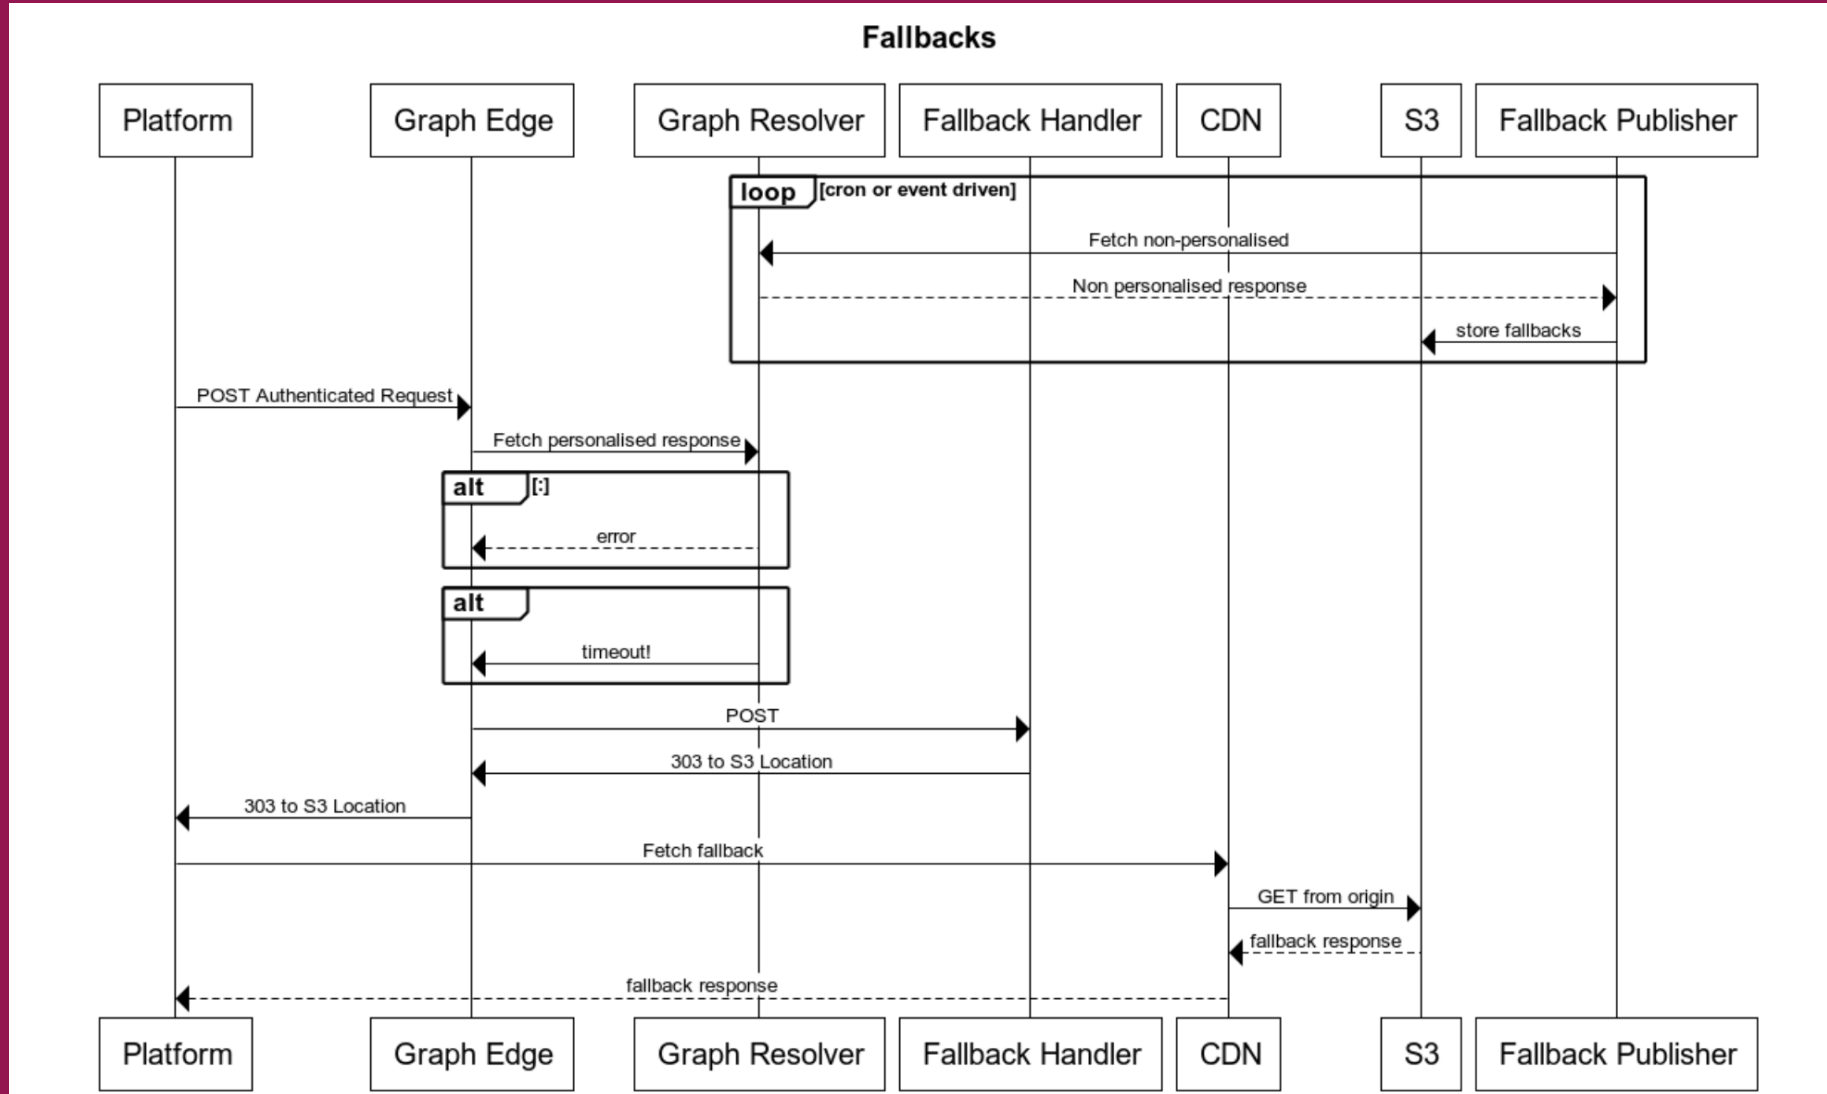 Fallbacks
Platform
Graph Edge
Graph Resolver
Fallback Handler
CDN
S3
Fallback Publisher
loop
[cron or event driven]
Fetch non-personalised
Non personalised response
store fallbacks
POST Authenticated Request
Fetch personalised response
alt
[:]
error
alt
timeout!
POST
303 to S3 Location
303 to S3 Location
Fetch fallback
GET from origin
fallback response
fallback response
Platform
Graph Edge
Graph Resolver
Fallback Handler
CDN
S3
Fallback Publisher